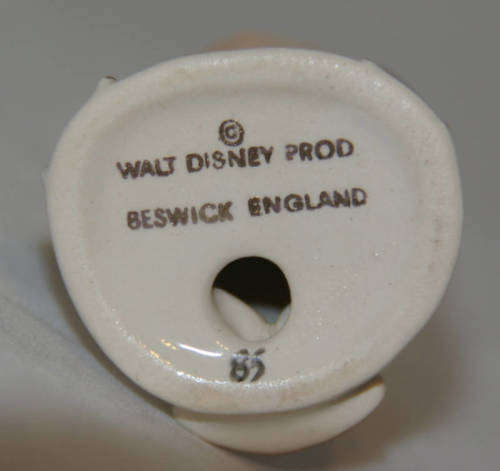 ©
WALT DISNEY PROD
BESWICK ENGLAND